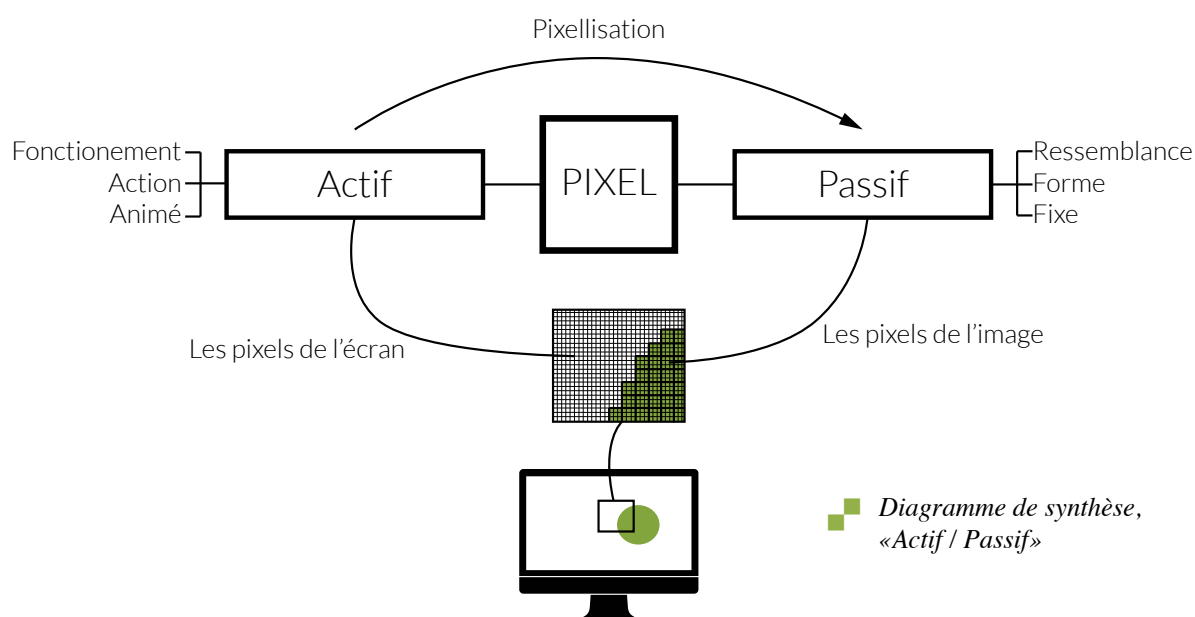 Pixellisation
Fonctionement
Action
Animé
Actif
PIXEL
Passif
Ressemblance
Forme
Fixe
Les pixels de l’écran
Les pixels de l’image
Diagramme de synthèse,
«Actif / Passif»